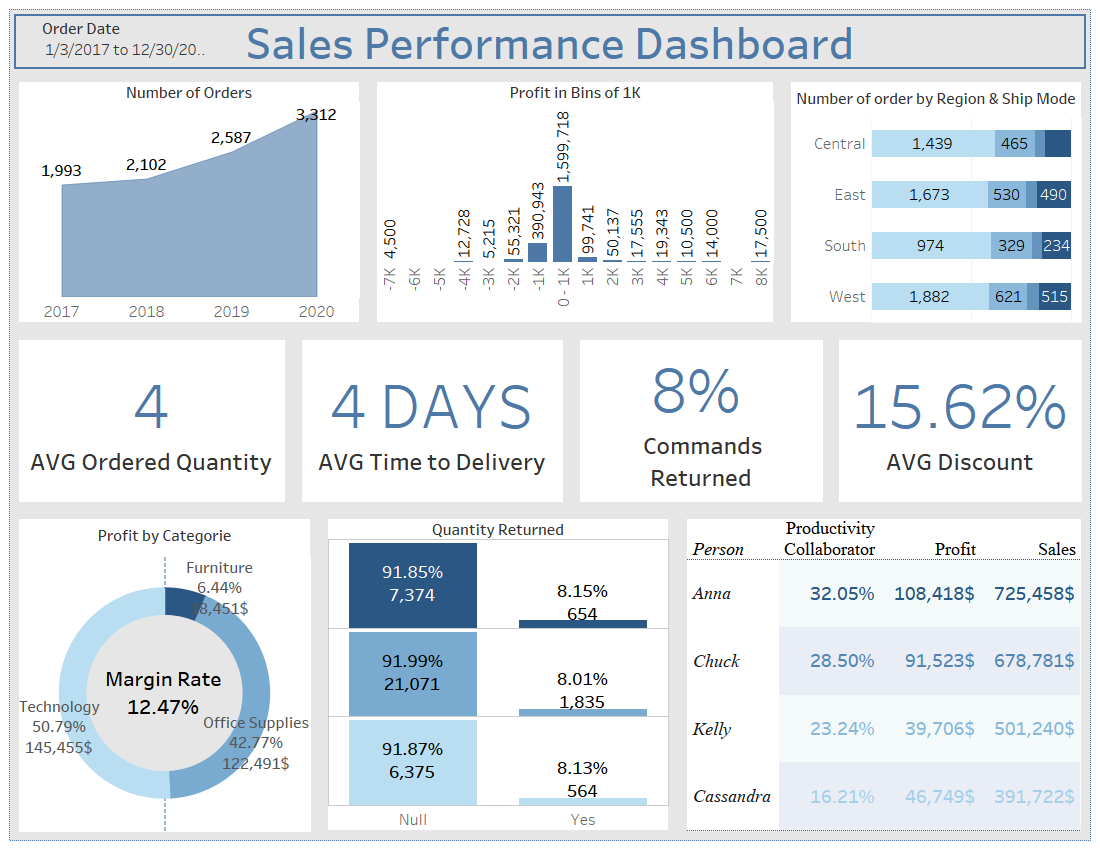 Order Date
1/3/2017 to 12/30/20..
Sales Performance Dashboard
Number of Orders
1,993
2,102
2,587
3,312
2017 2018 2019 2020
Profit in Bins of 1K
4,500 12,728 5,215 55,321 390,943 1,599,718 99,741 50,137 17,555 19,343 10,500 14,000 17,500
-7K -6K -5K -4K -3K -2K -1K 0 - 1K 1K 2K 3K 4K 5K 6K 7K 8K
Number of order by Region & Ship Mode
Central 1,439 465
East 1,673 530 490
South 974 329 234
West 1,882 621 515
4
AVG Ordered Quantity
4 DAYS
AVG Time to Delivery
8%
Commands
Returned
15.62%
AVG Discount
Profit by Categorie
Furniture
6.44%
Margin Rate
12.47%
Technology
50.79%
145,455$
Office Supplies
42.77%
122,491$
Quantity Returned
91.85%
7,374
8.15%
654
91.99%
21,071
8.01%
1,835
91.87%
6,375
8.13%
564
Null Yes
Productivity
Person Collaborator Profit Sales
Anna 32.05% 108,418$ 725,458$
Chuck 28.50% 91,523$ 678,781$
Kelly 23.24% 39,706$ 501,240$
Cassandra 16.21% 46,749$ 391,722$